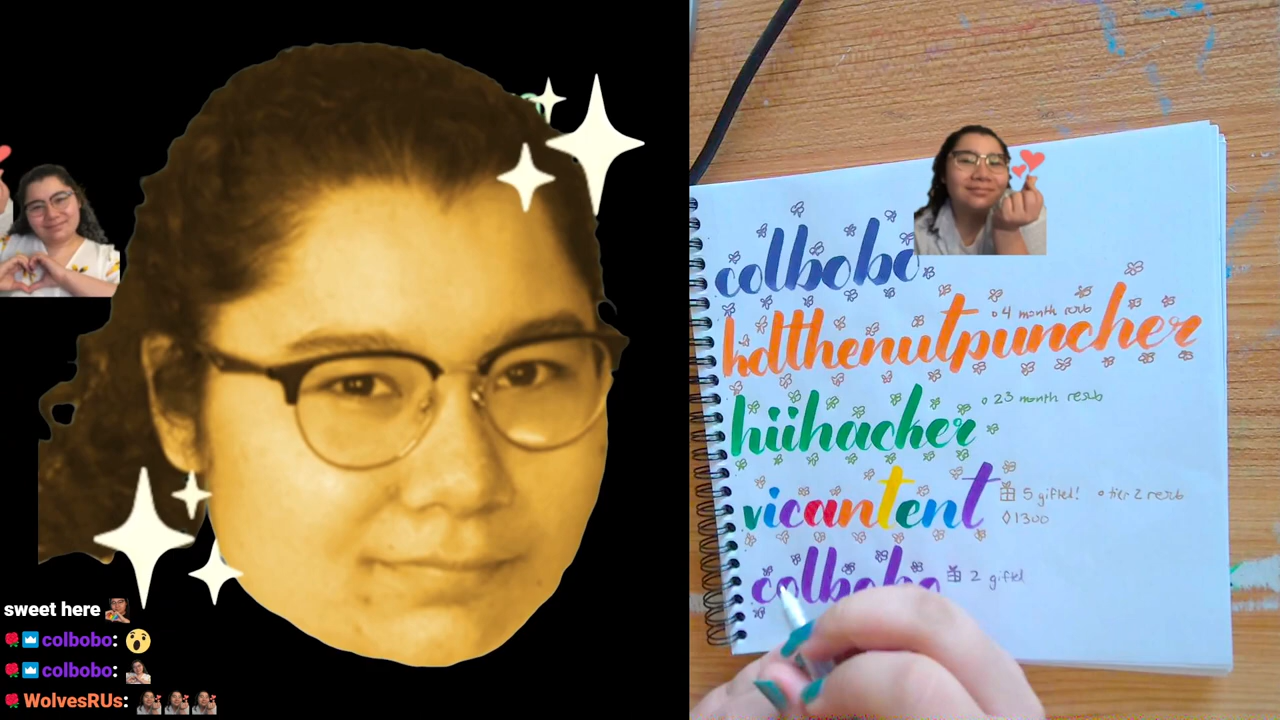 sweet here
colbobo:
colbobo:
WolvesRUs:
colbobo
hdtthenutpuncher
4 month resub
hiihacker
23 month resub
vicantent
5 gifted! • tier 2 resub
1300
colbobo
2 gifted